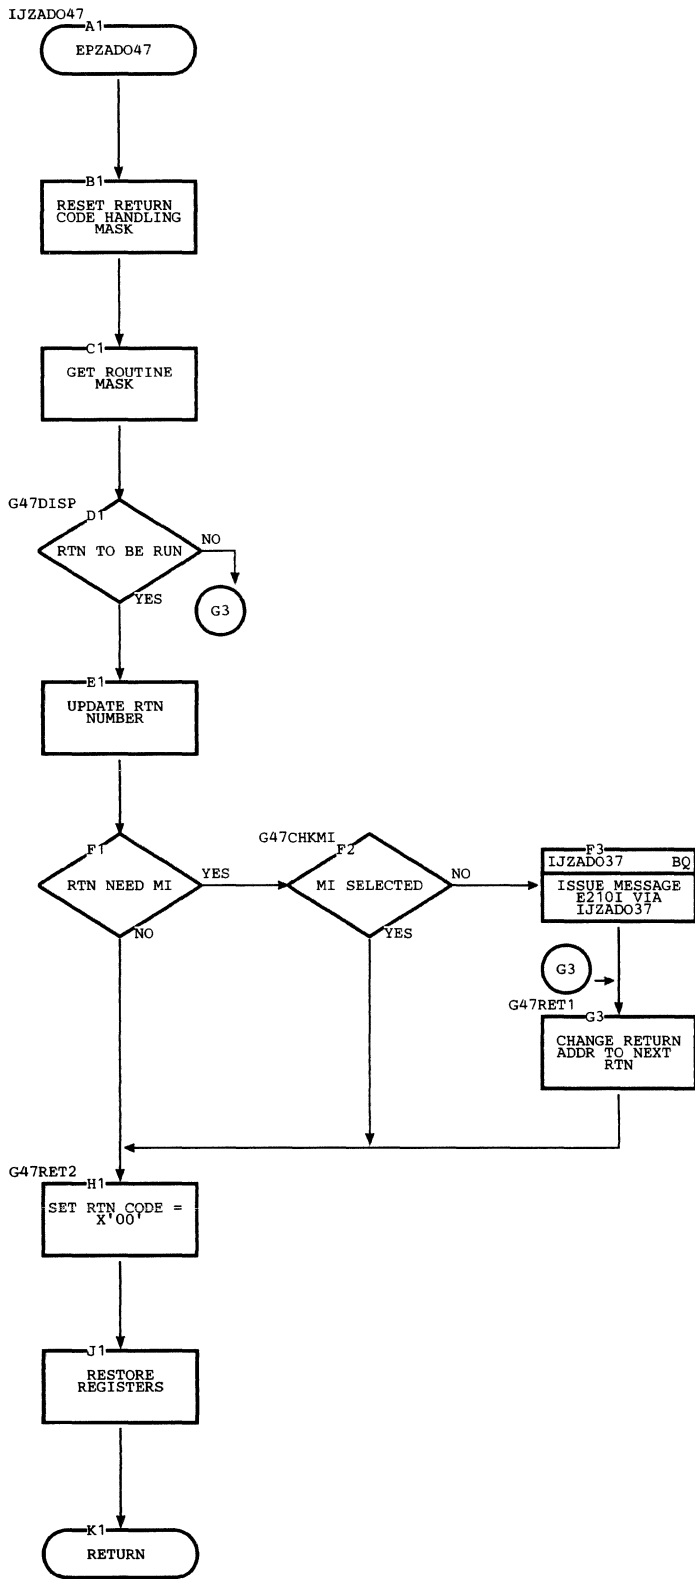 IJZADO47
A1
EPZADO47
B1
RESET RETURN
CODE HANDLING
MASK
C1
GET ROUTINE
MASK
G47DISP
D1
RTN TO BE RUN
NO
YES
G3
E1
UPDATE RTN
NUMBER
F1
RTN NEED MI
YES
NO
G47CHKMI
F2
MI SELECTED
NO
YES
F3
IJZADO37 BQ
ISSUE MESSAGE
E210I VIA
IJZADO37
G3
G47RET1
G3
CHANGE RETURN
ADDR TO NEXT
RTN
G47RET2
H1
SET RTN CODE =
X'00'
J1
RESTORE
REGISTERS
K1
RETURN